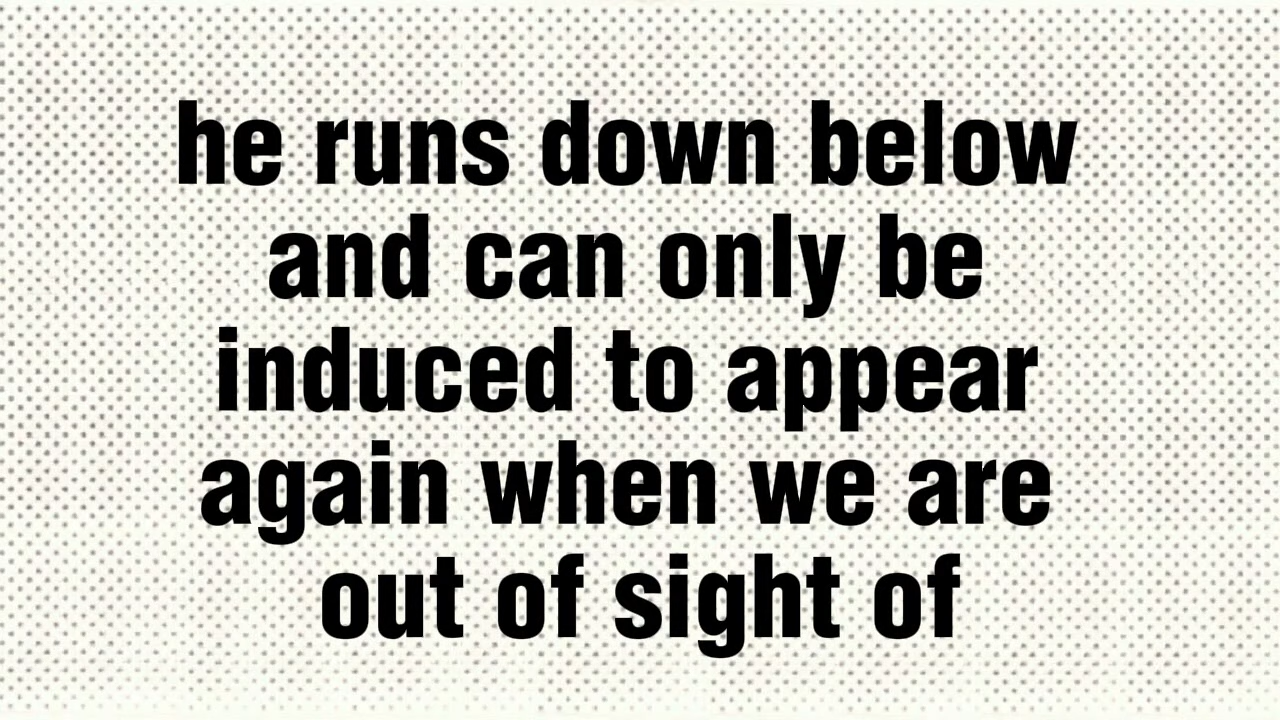 he runs down below
and can only be
induced to appear
again when we are
out of sight of